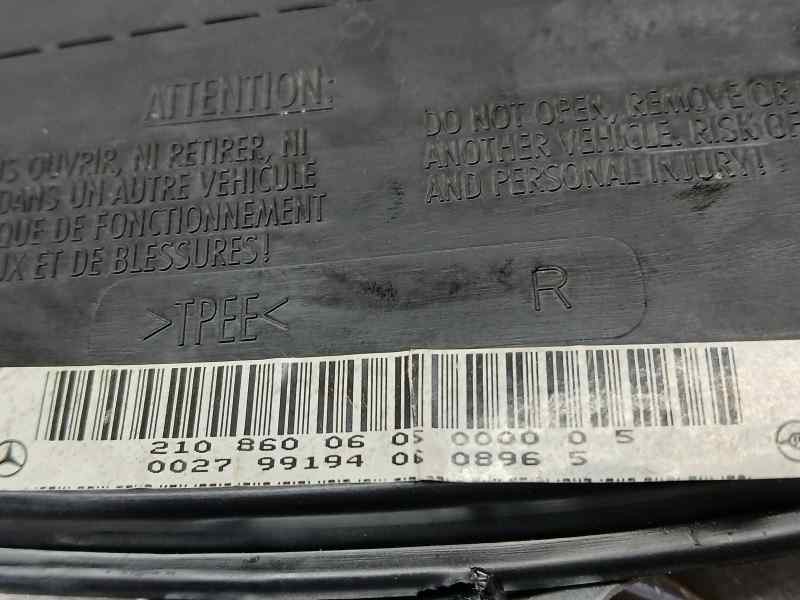 ATTENTION:
OUVRIR, NI RETIRER, NI
DANS UN AUTRE VEHICULE
QUE DE FONCTIONNEMENT
UX ET DE BLESSURES!
DO NOT OPEN, REMOVE OR
ANOTHER VEHICLE. RISK OF
AND PERSONAL INJURY!
>TPEE<
R
210 860 06 05 0000 0 5
0027 99194 06 0896 5